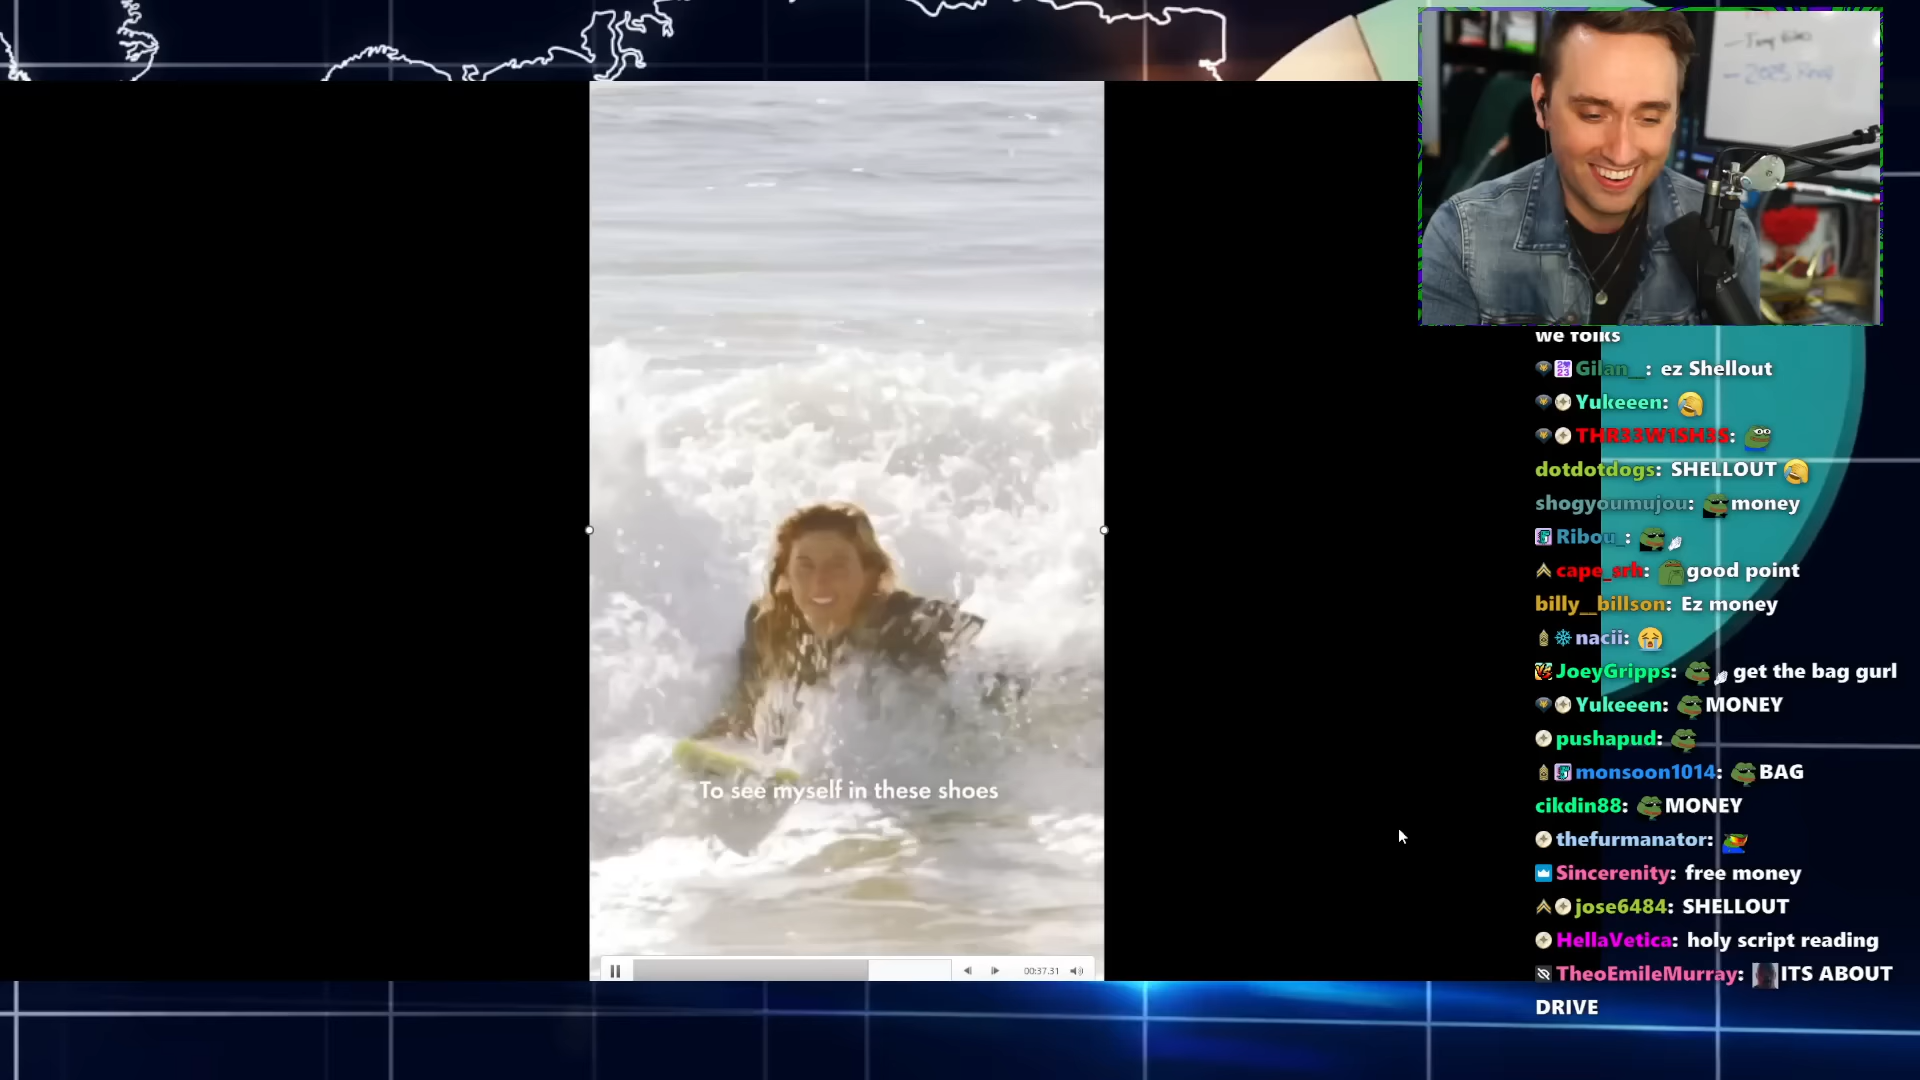 we folks
Gilan__: ez Shellout
Yukeeen:
THR33W1SH3S:
dotdotdogs: SHELLOUT
shogyoumujou: money
Ribou_:
cape_srh: good point
billy__billson: Ez money
nacii:
JoeyGripps: get the bag gurl
Yukeeen: MONEY
pushapud:
monsoon1014: BAG
cikdin88: MONEY
thefurmanator:
Sincerenity: free money
jose6484: SHELLOUT
HellaVetica: holy script reading
TheoEmileMurray: ITS ABOUT
DRIVE
To see myself in these shoes
00:37.31